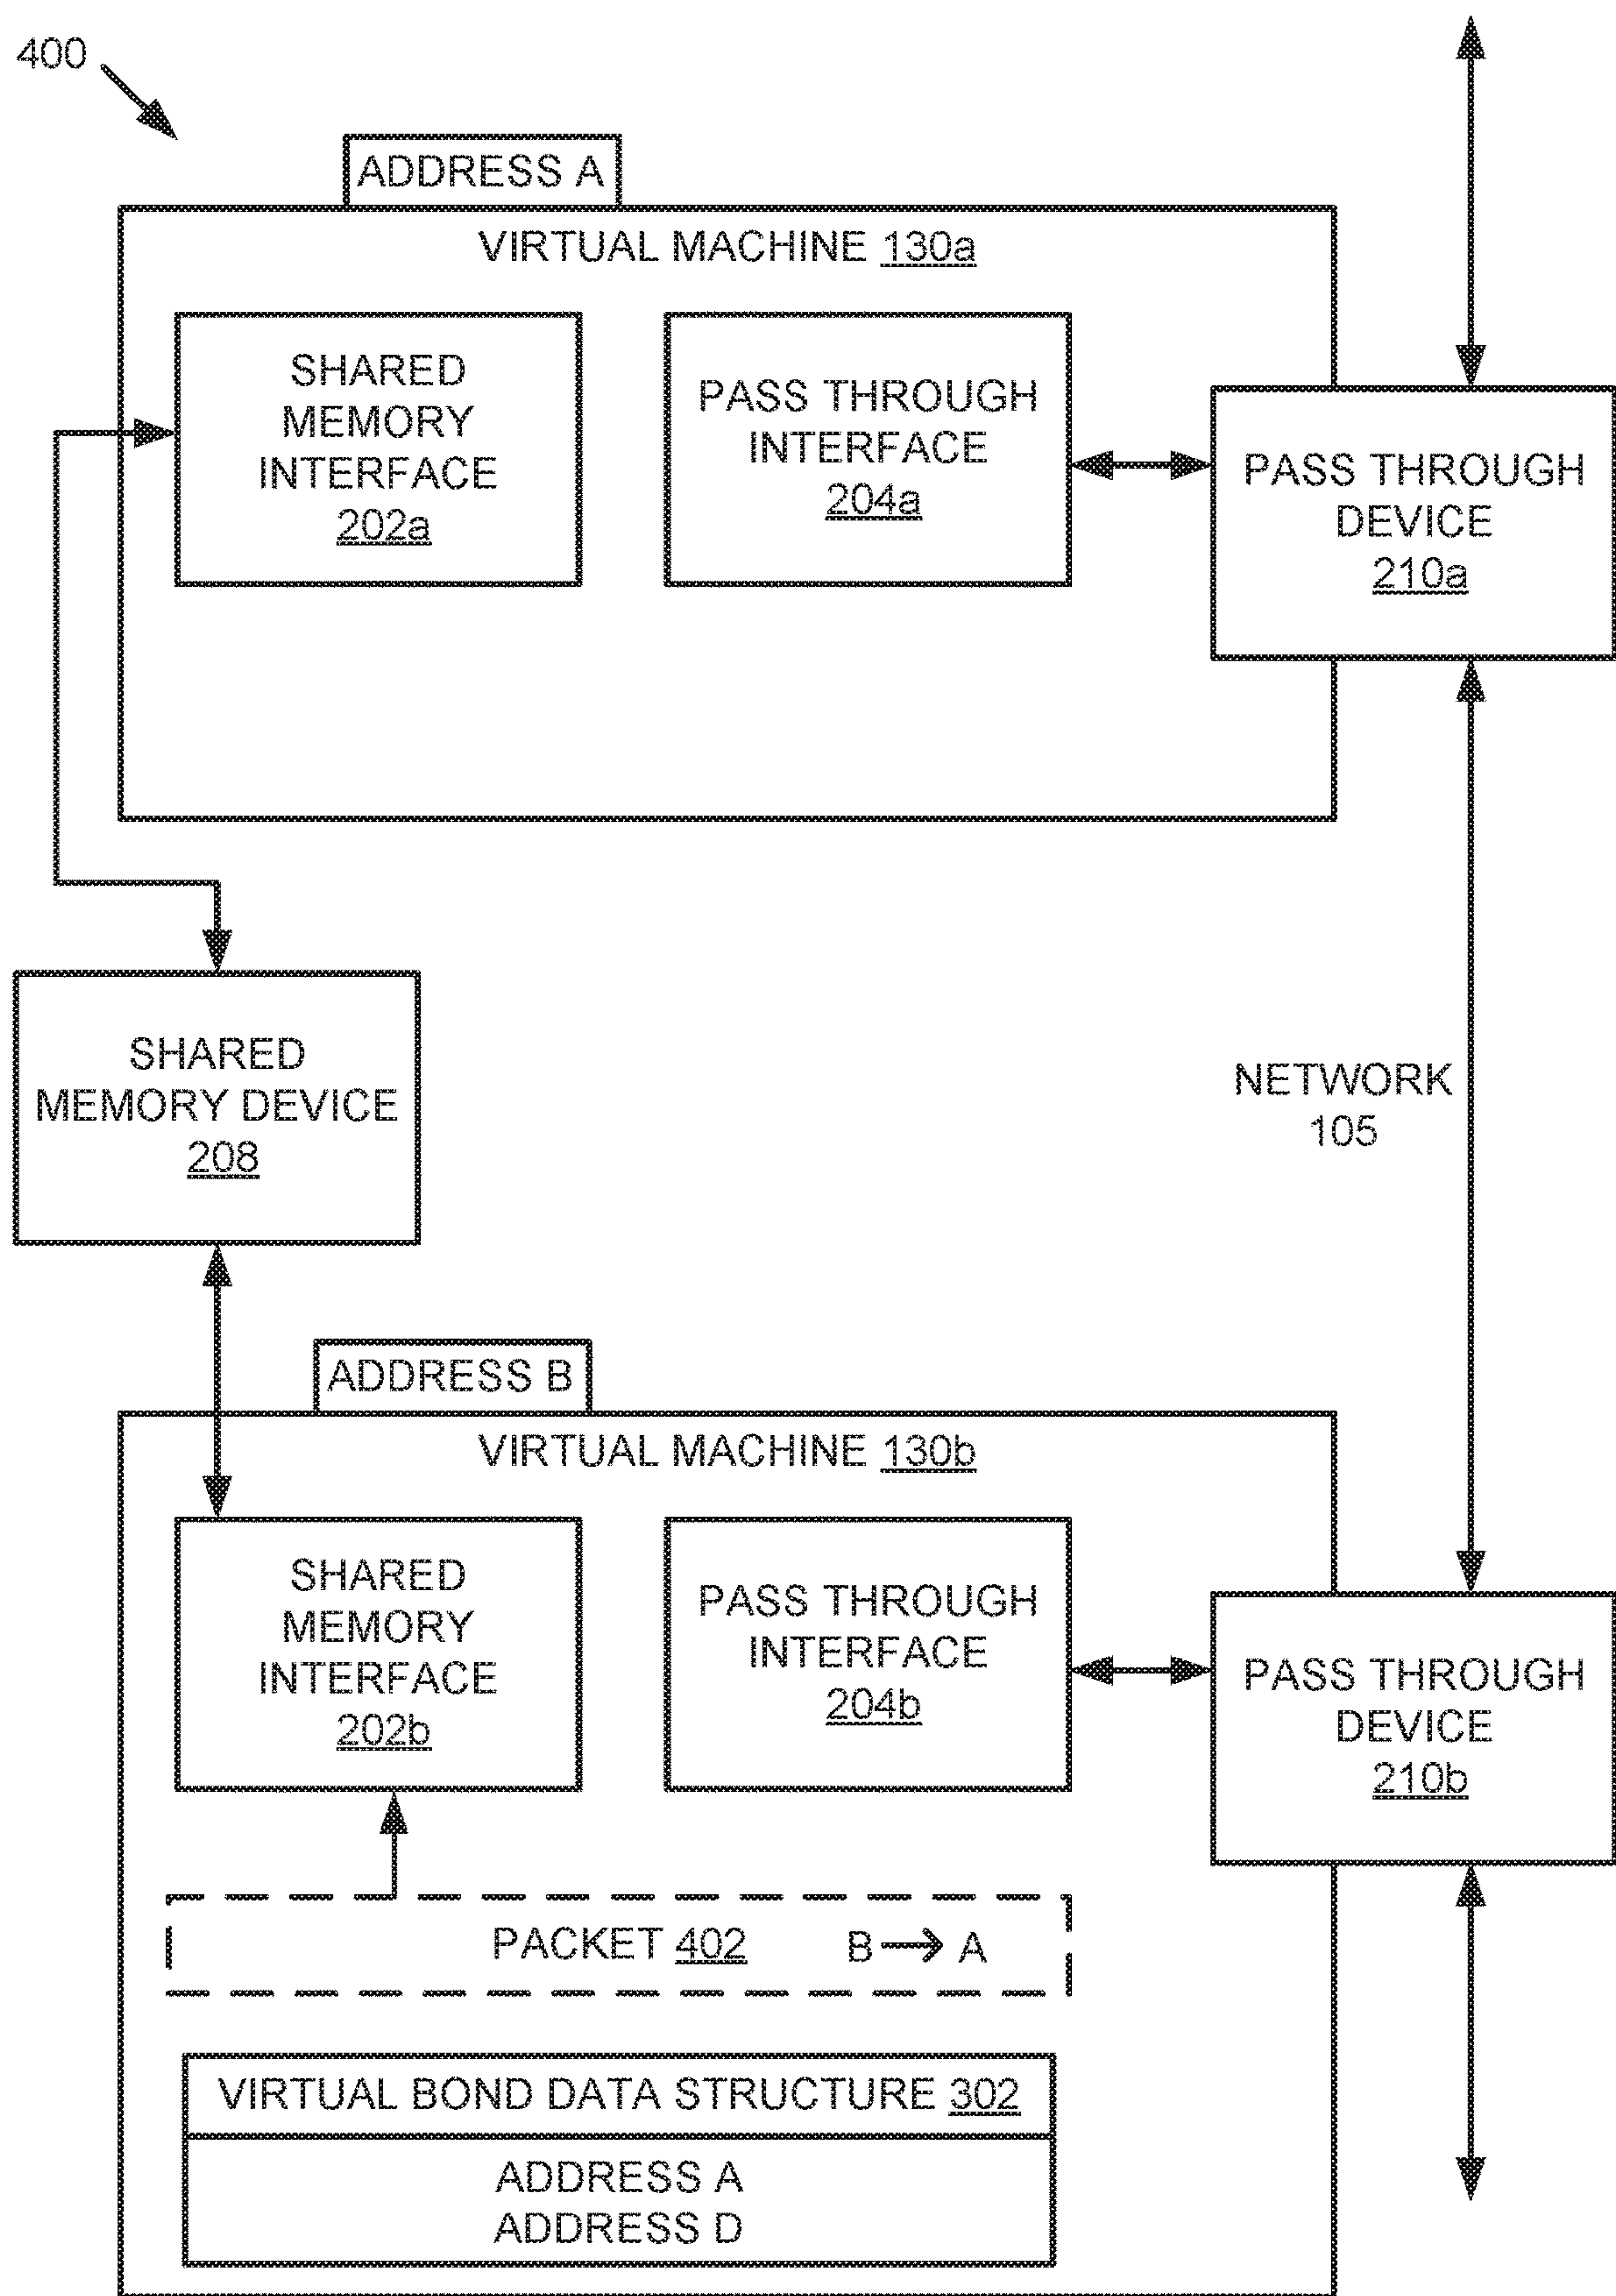 400
ADDRESS A
VIRTUAL MACHINE 130a
SHARED
MEMORY
INTERFACE
202a
PASS THROUGH
INTERFACE
204a
PASS THROUGH
DEVICE
210a
SHARED
MEMORY DEVICE
208
NETWORK
105
ADDRESS B
VIRTUAL MACHINE 130b
SHARED
MEMORY
INTERFACE
202b
PASS THROUGH
INTERFACE
204b
PASS THROUGH
DEVICE
210b
PACKET 402 B → A
VIRTUAL BOND DATA STRUCTURE 302
ADDRESS A
ADDRESS D